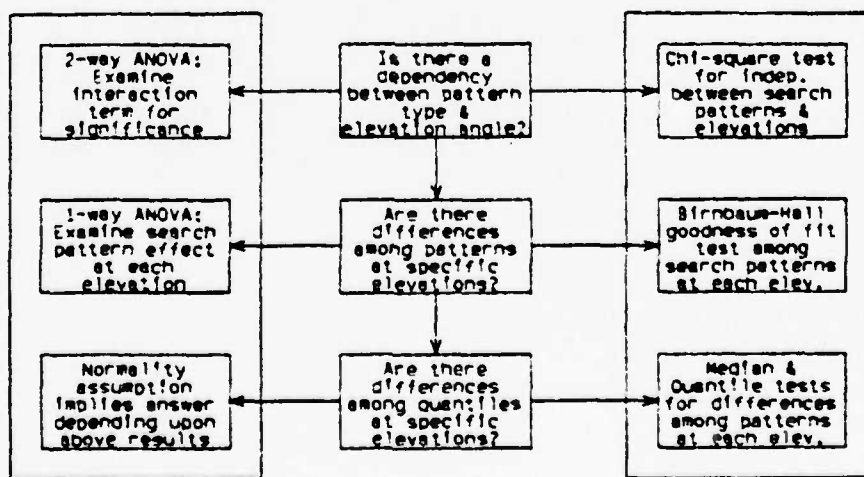 2-way ANOVA:
Examine
interaction
term for
significance
Is there a
dependency
between pattern
type &
elevation angle?
Chi-square test
for indep.
between search
patterns &
elevations
1-way ANOVA:
Examine search
pattern effect
at each
elevation
Are there
differences
among patterns
at specific
elevations?
Birnbaum-Hall
goodness of fit
test among
search patterns
at each elev.
Normality
assumption
implies answer
depending upon
above results
Are there
differences
among quantiles
at specific
elevations?
Median &
Quantile tests
for differences
among patterns
at each elev.